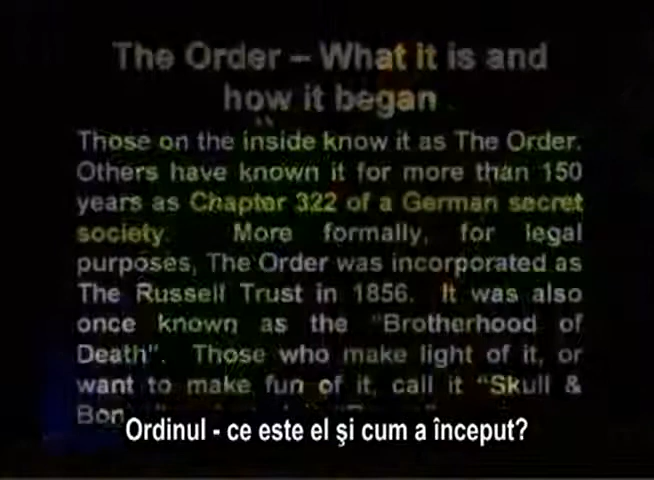 The Order – What it is and
how it began
Those on the inside know it as The Order.
Others have known it for more than 150
years as Chapter 322 of a German secret
society. More formally, for legal
purposes, The Order was incorporated as
The Russell Trust in 1856. It was also
once known as the "Brotherhood of
Death". Those who make light of it, or
want to make fun of it, call it "Skull &
Ordinul - ce este el şi cum a început?